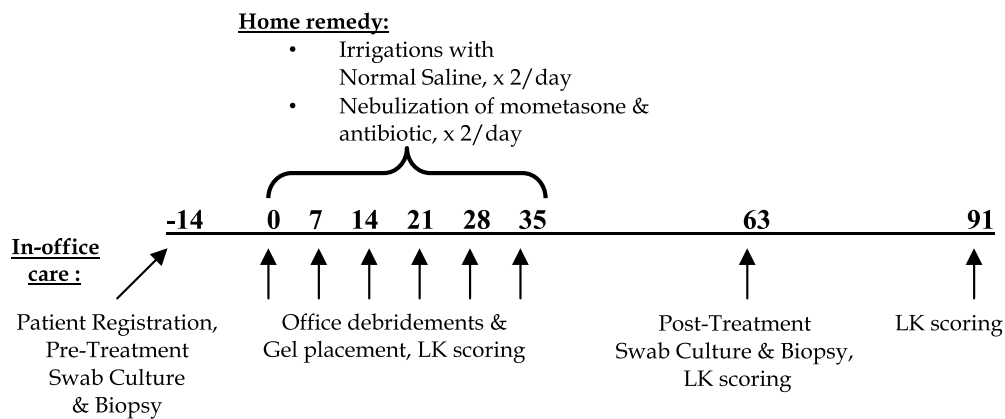 Home remedy:
• Irrigations with
Normal Saline, x 2/day
• Nebulization of mometasone &
antibiotic, x 2/day
-14 0 7 14 21 28 35 63 91
In-office
care :
Patient Registration,
Pre-Treatment
Swab Culture
& Biopsy
Office debridements &
Gel placement, LK scoring
Post-Treatment
Swab Culture & Biopsy,
LK scoring
LK scoring